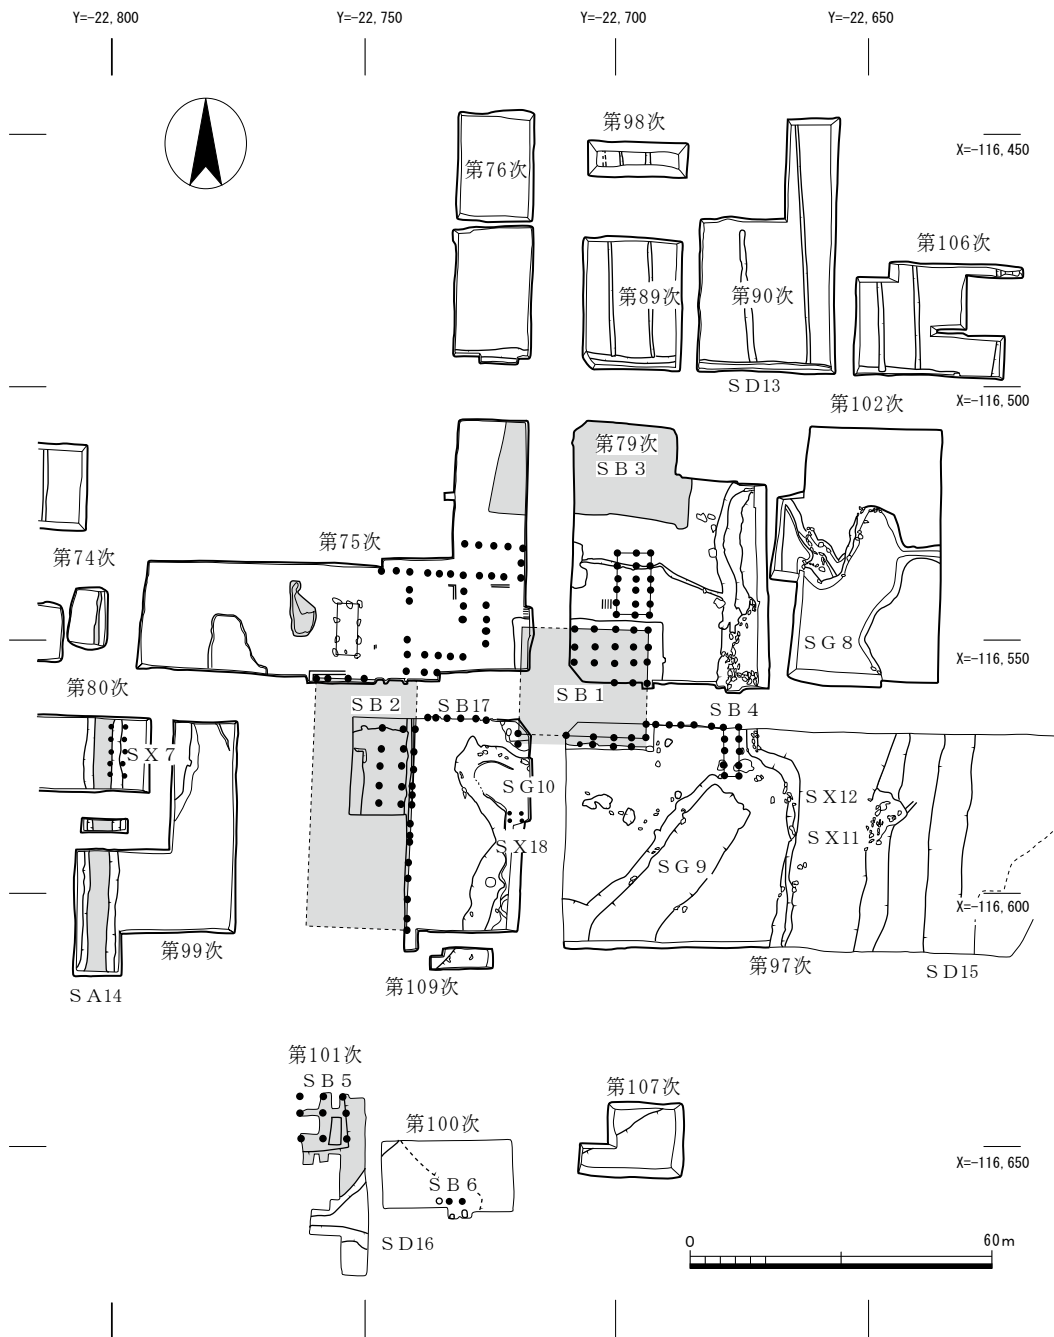 Y=-22,800
Y=-22,750
Y=-22,700
Y=-22,650
第98次
X=-116,450
第76次
第106次
第89次
第90次
SD13
X=-116,500
第102次
第79次
SB3
第75次
第74次
SG8
X=-116,550
第80次
SB2
SB17
SB1
SB4
SX7
SG10
SX12
SX18
SX11
SG9
X=-116,600
第99次
第97次
SD15
第109次
SA14
第101次
SB5
第107次
第100次
X=-116,650
SB6
SD16
0
60m